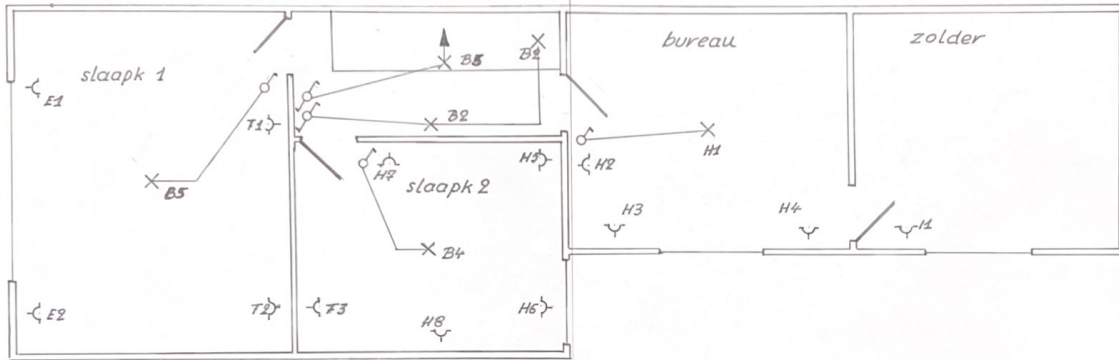 bureau
zolder
B2
B5
slaapk 1
E1
T1
B2
H1
H5
H2
H7
B5
slaapk 2
H3
H4
I1
B4
E2
T2
F3
H6
H8